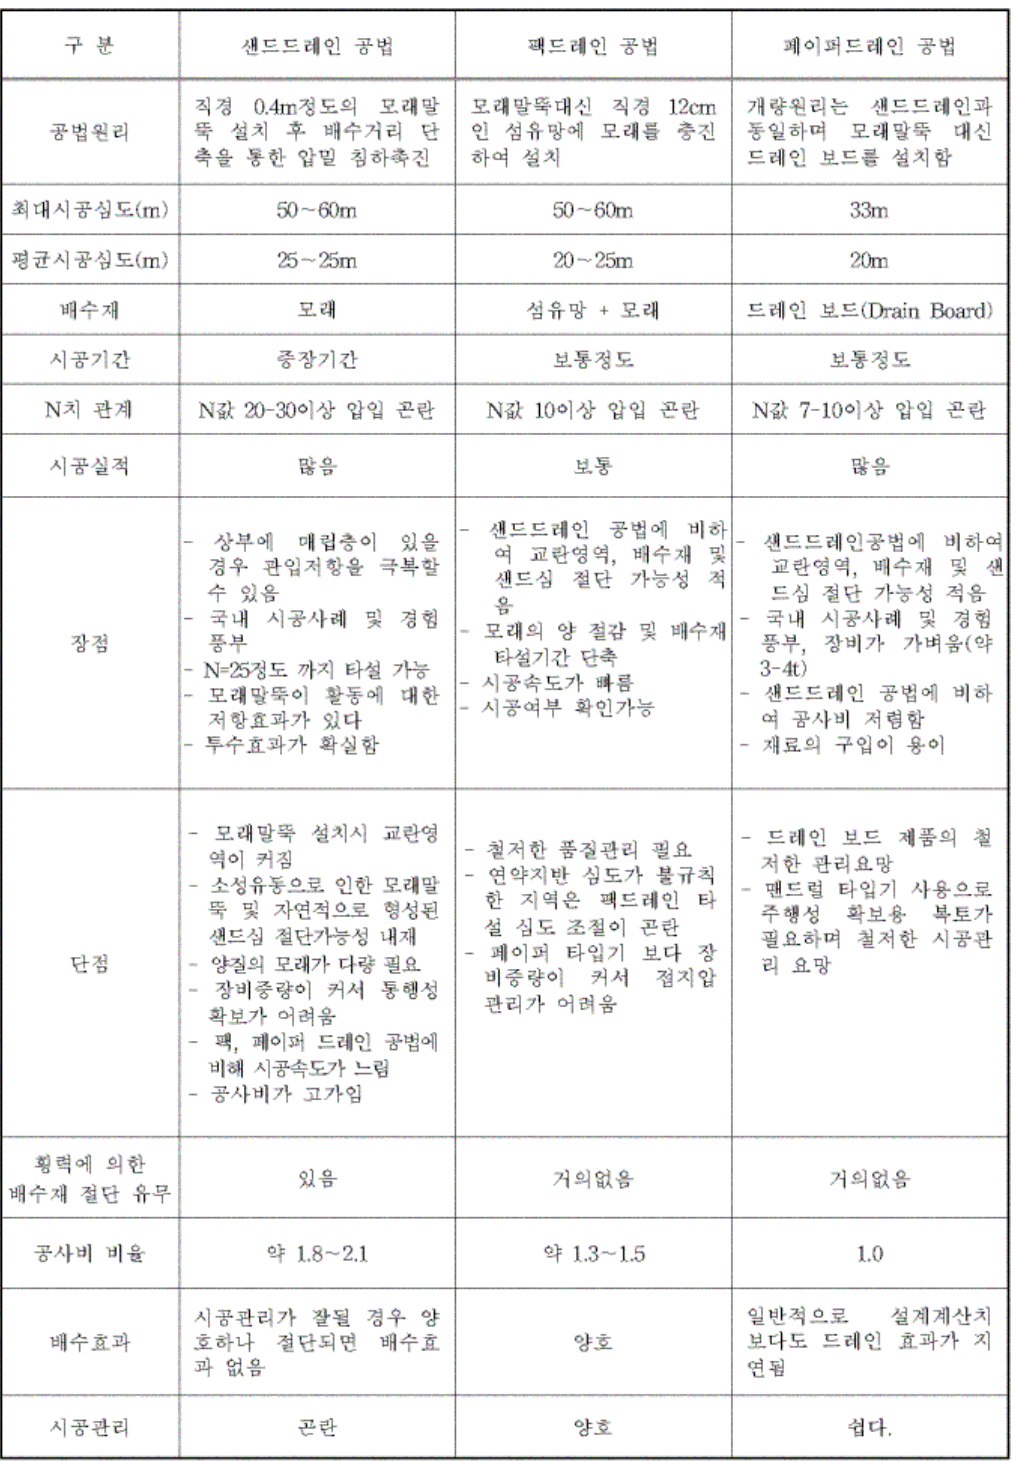 구 분
샌드드레인 공법
팩드레인 공법
페이퍼드레인 공법
공법원리
직경 0.4m정도의 모래말
뚝 설치 후 배수거리 단
축을 통한 압밀 침하촉진
모래말뚝대신 직경 12cm
인 섬유망에 모래를 충진
하여 설치
개량원리는 샌드드레인과
동일하며 모래말뚝 대신
드레인 보드를 설치함
최대시공심도(m)
50~60m
50~60m
33m
평균시공심도(m)
25~25m
20~25m
20m
배수재
모래
섬유망 + 모래
드레인 보드(Drain Board)
시공기간
중장기간
보통정도
보통정도
N치 관계
N값 20-30이상 압입 곤란
N값 10이상 압입 곤란
N값 7-10이상 압입 곤란
시공실적
많음
보통
많음
장점
- 상부에 매립층이 있을
경우 관입저항을 극복할
수 있음
- 국내 시공사례 및 경험
풍부
- N=25정도 까지 타설 가능
- 모래말뚝이 활동에 대한
저항효과가 있다
- 투수효과가 확실함
- 샌드드레인 공법에 비하
여 교란영역, 배수재 및
샌드심 절단 가능성 적
음
- 모래의 양 절감 및 배수재
타설기간 단축
- 시공속도가 빠름
- 시공여부 확인가능
- 샌드드레인공법에 비하여
교란영역, 배수재 및 샌
드심 절단 가능성 적음
- 국내 시공사례 및 경험
풍부, 장비가 가벼움(약
3-4t)
- 샌드드레인 공법에 비하
여 공사비 저렴함
- 재료의 구입이 용이
단점
- 모래말뚝 설치시 교란영
역이 커짐
- 소성유동으로 인한 모래말
뚝 및 자연적으로 형성된
샌드심 절단가능성 내재
- 양질의 모래가 다량 필요
- 장비중량이 커서 통행성
확보가 어려움
- 팩, 페이퍼 드레인 공법에
비해 시공속도가 느림
- 공사비가 고가임
- 철저한 품질관리 필요
- 연약지반 심도가 불규칙
한 지역은 팩드레인 타
설 심도 조절이 곤란
- 페이퍼 타입기 보다 장
비중량이 커서 접지압
관리가 어려움
- 드레인 보드 제품의 철
저한 관리요망
- 맨드럴 타입기 사용으로
주행성 확보용 복토가
필요하며 철저한 시공관
리 요망
횡력에 의한
배수재 절단 유무
있음
거의없음
거의없음
공사비 비율
약 1.8~2.1
약 1.3~1.5
1.0
배수효과
시공관리가 잘될 경우 양
호하나 절단되면 배수효
과 없음
양호
일반적으로 설계계산치
보다도 드레인 효과가 지
연됨
시공관리
곤란
양호
쉽다.